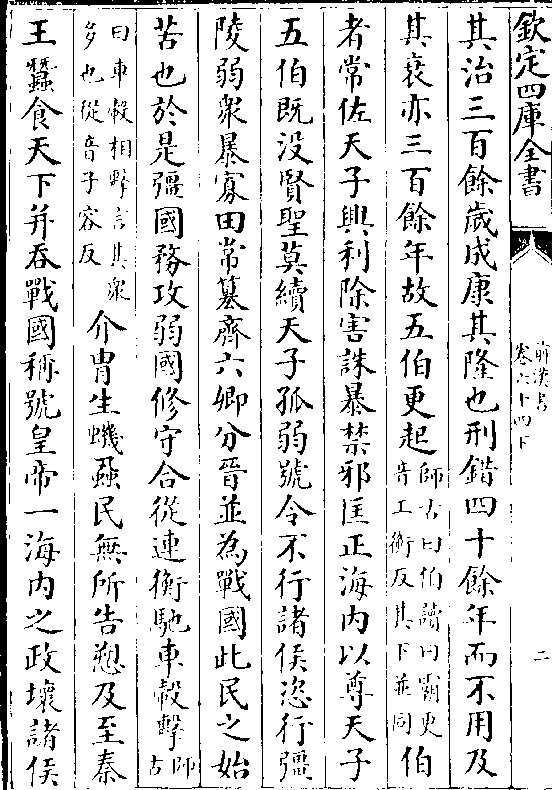 欽定四庫全書
前漢書
卷六十四下
二
其治三百餘歲成康其隆也刑錯四十餘年而不用及
其衰亦三百餘年故五伯更起師古曰伯讀曰霸更音工衡反其下並同伯
者常佐天子興利除害誅暴禁邪匡正海内以尊天子
五伯既没賢聖莫續天子孤弱號令不行諸侯恣行彊
陵弱衆暴寡田常簒齊六卿分晉並為戰國此民之始
苦也於是彊國務攻弱國修守合從連衡馳車轂擊師古
曰車轂相擊言其衆多也從音子容反介胄生蟣蝨民無所告愬及至秦
王蠶食天下并吞戰國稱號皇帝一海内之政壞諸侯